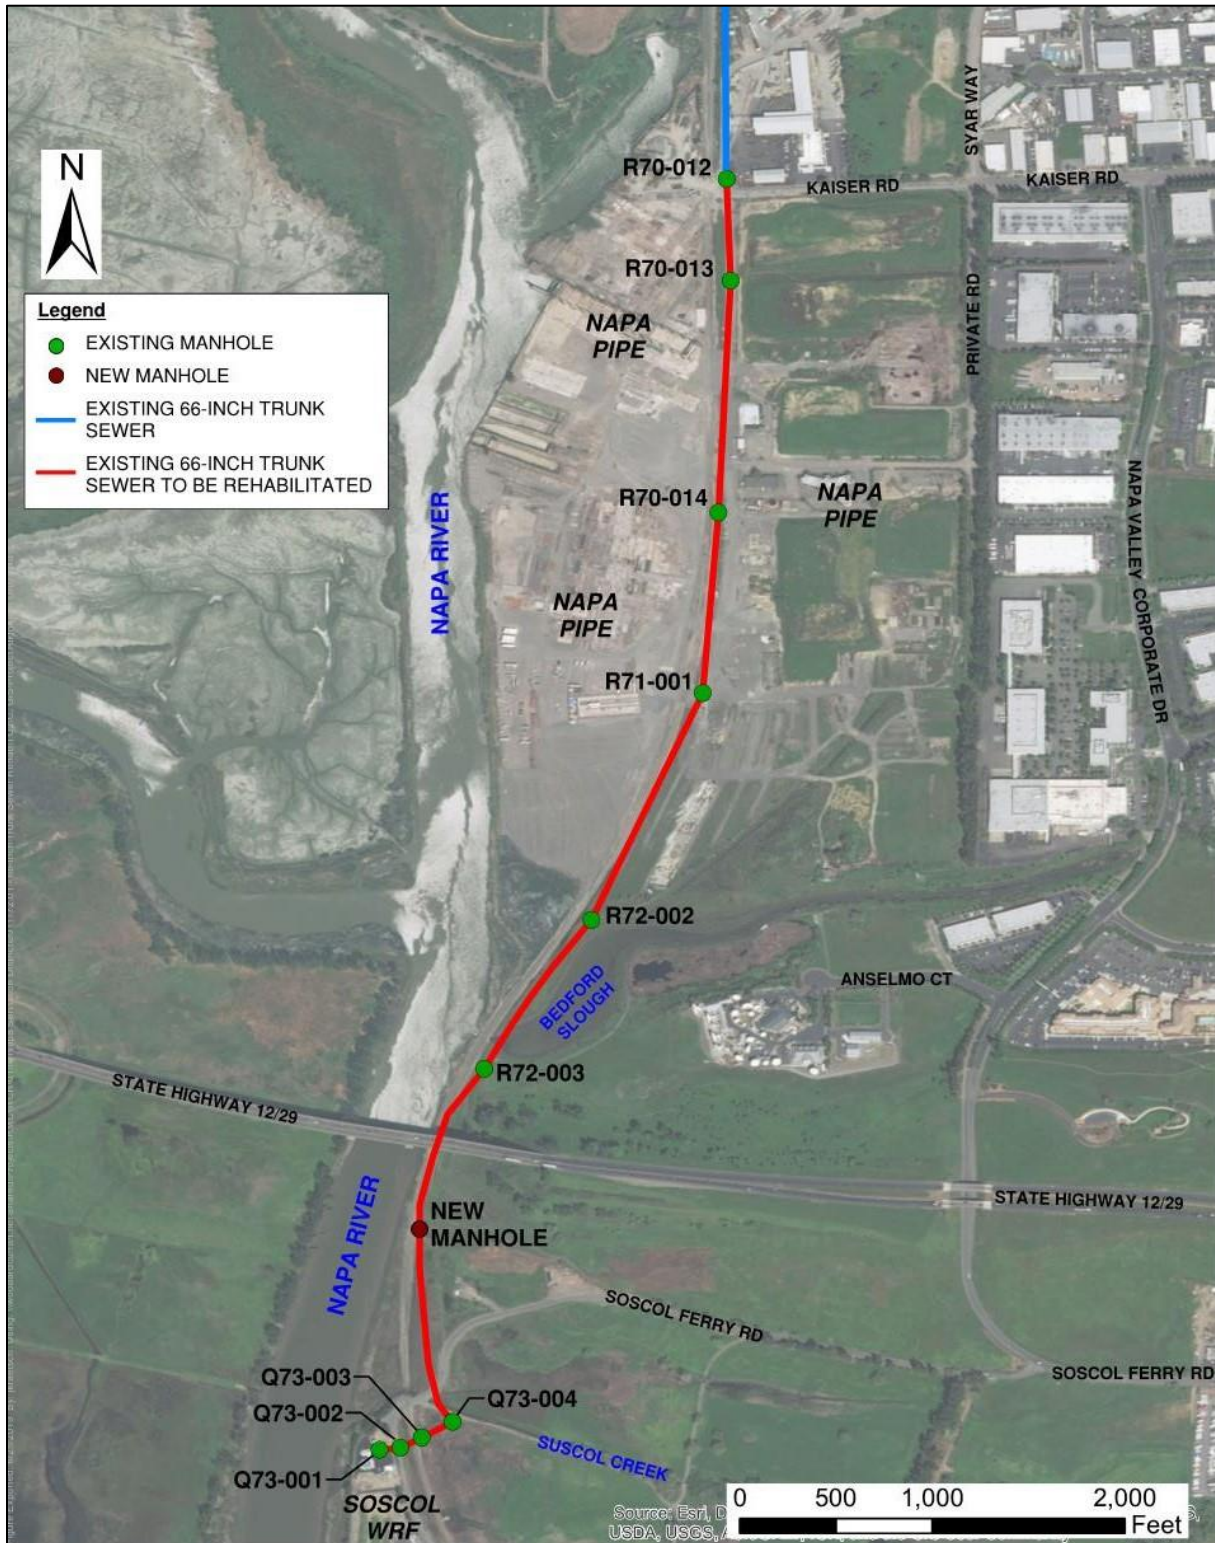 SYAR WAY
R70-012
KAISER RD
KAISER RD
N
R70-013
Legend
EXISTING MANHOLE
NEW MANHOLE
EXISTING 66-INCH TRUNK
SEWER
EXISTING 66-INCH TRUNK
SEWER TO BE REHABILITATED
NAPA
PIPE
PRIVATE RD
R70-014
NAPA
PIPE
NAPA RIVER
NAPA VALLEY CORPORATE DR
NAPA
PIPE
R71-001
R72-002
BEDFORD
SLOUGH
ANSELMO CT
R72-003
STATE HIGHWAY 12/29
STATE HIGHWAY 12/29
NEW
MANHOLE
NAPA RIVER
SOSCOL FERRY RD
SOSCOL FERRY RD
Q73-003
Q73-004
Q73-002
Q73-001
SUSCOL CREEK
SOSCOL
WRF
0 500 1,000 2,000
Feet
Source: Esri,
USDA, USGS,